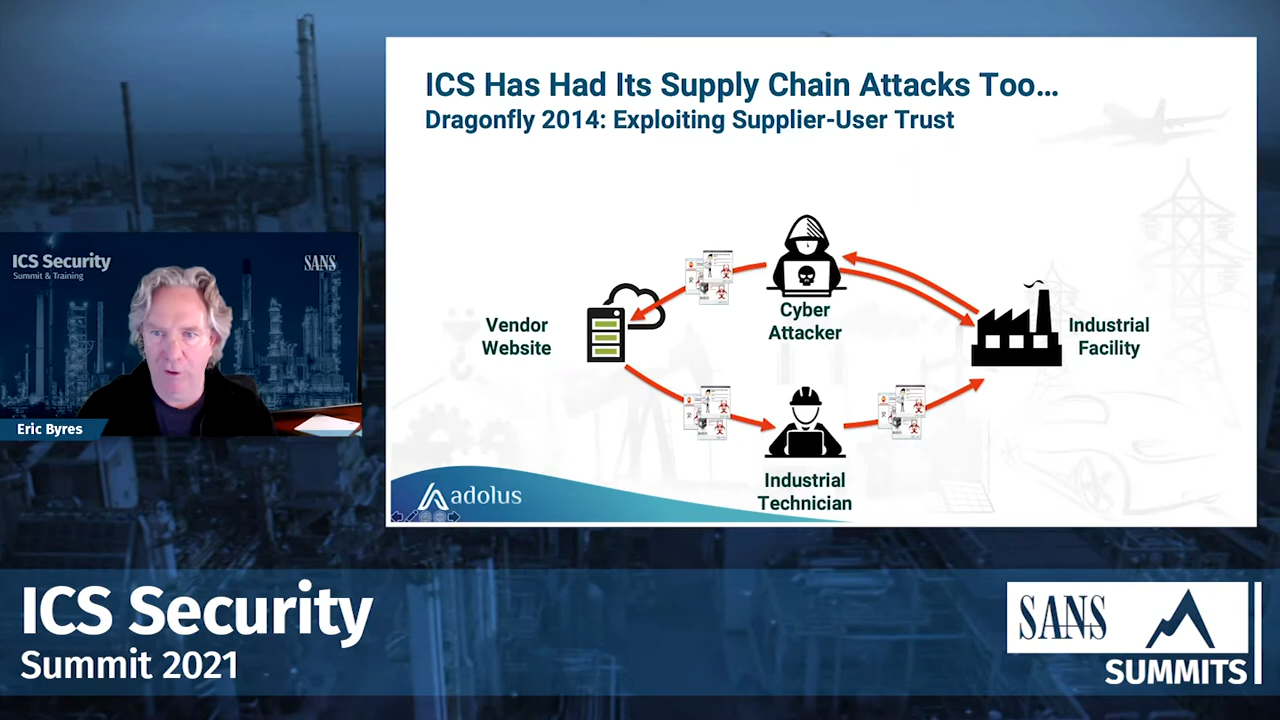 ICS Has Had Its Supply Chain Attacks Too...
Dragonfly 2014: Exploiting Supplier-User Trust
ICS Security
Summit & Training
SANS
Eric Byres
Vendor
Website
Cyber
Attacker
Industrial
Facility
Industrial
Technician
adolus
ICS Security
Summit 2021
SANS
SUMMITS